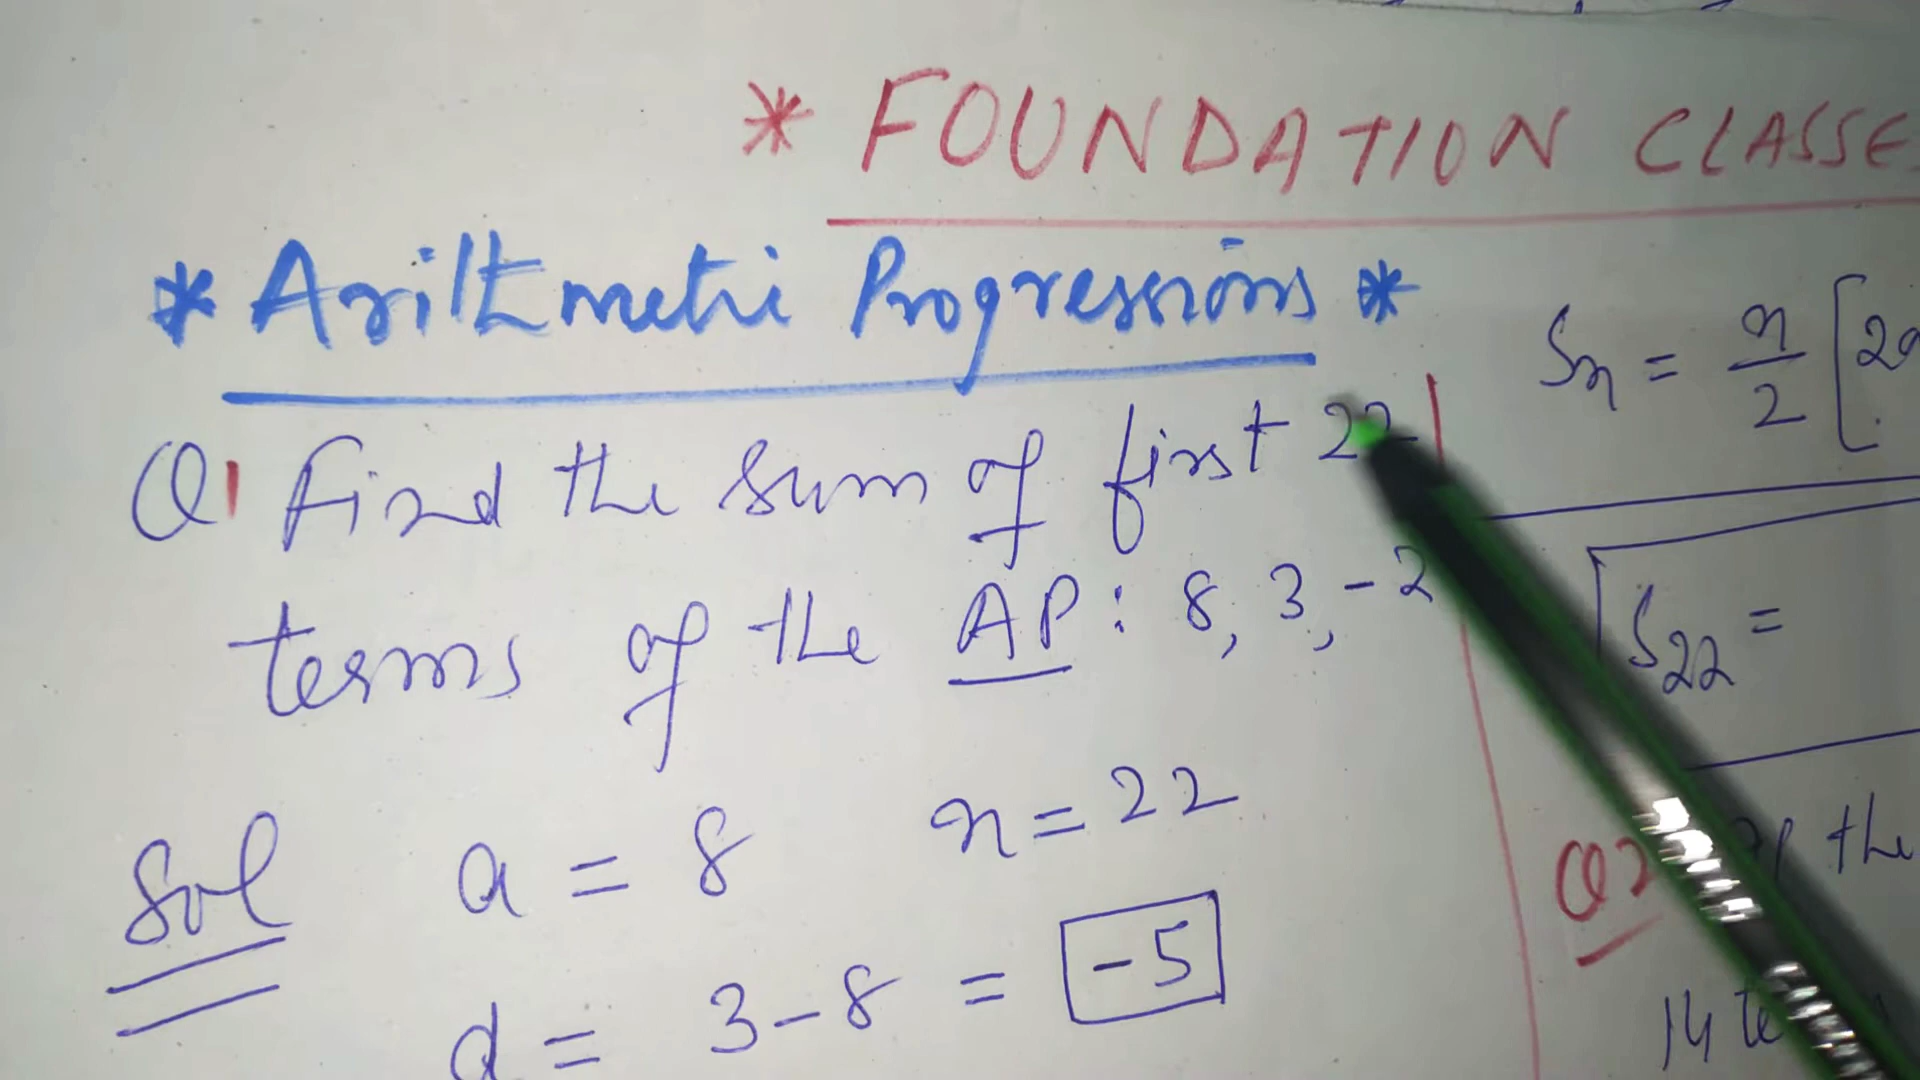 * FOUNDATION CLASSE
* Arithmetic Progressions *
Q1 Find the sum of first 22
terms of the AP : 8, 3, -2
Sol a = 8 n = 22
d = 3 - 8 = -5
Sn = n/2 [2a
S22 =
Q2 the
14